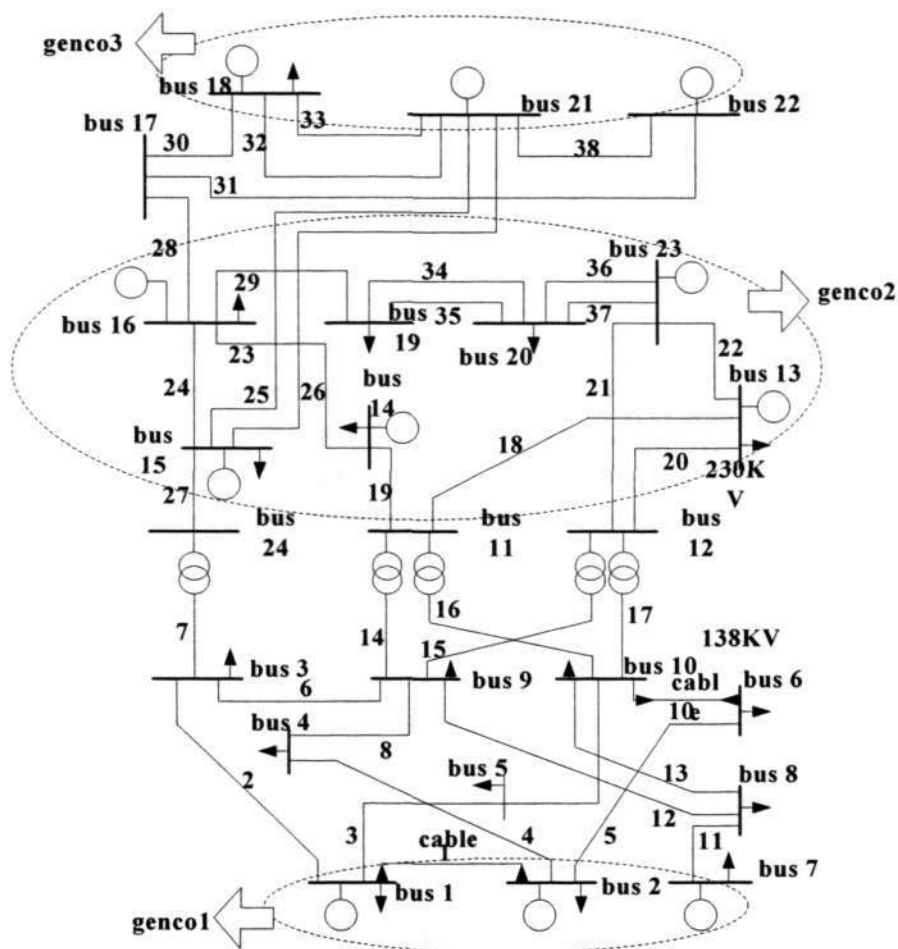 genco3
bus 18
bus 21
bus 22
bus 17
30
32
33
38
31
28
29
34
36
bus 23
genco2
bus 16
bus
35
37
19
bus 20
23
22
24
25
26
bus
21
bus 13
14
bus
18
15
20
230K
27
19
V
bus
bus
bus
24
11
12
16
17
7
14
15
138KV
bus 3
bus 9
bus 10
bus 6
6
cabl
bus 4
10
e
8
bus 5
13
bus 8
2
12
3
cable
4
5
11
1
bus 7
bus 1
bus 2
genco1